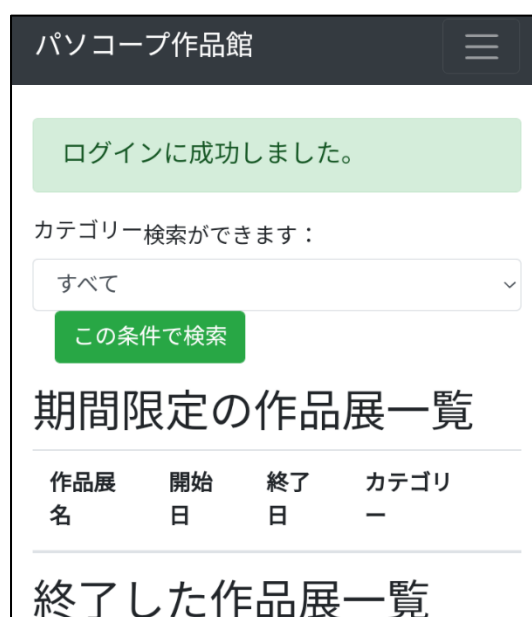 パソコープ作品館
ログインに成功しました。
カテゴリー検索ができます：
すべて
この条件で検索
期間限定の作品展一覧
作品展名 開始日 終了日 カテゴリー
終了した作品展一覧